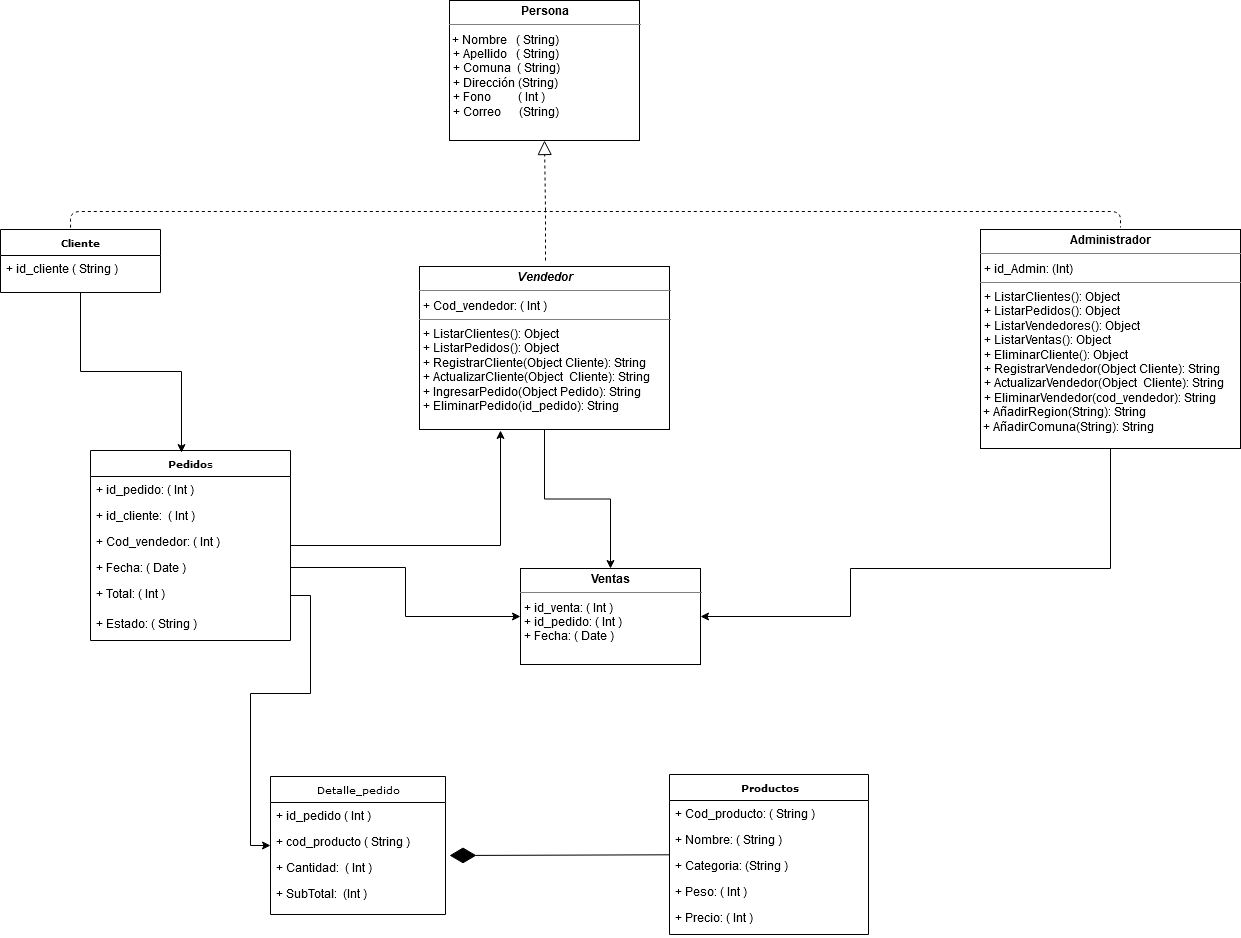 Persona
+ Nombre ( String)
+ Apellido ( String)
+ Comuna ( String)
+ Dirección (String)
+ Fono ( Int )
+ Correo (String)
Cliente
+ id_cliente ( String )
Vendedor
+ Cod_vendedor: ( Int )
+ ListarClientes(): Object
+ ListarPedidos(): Object
+ RegistrarCliente(Object Cliente): String
+ ActualizarCliente(Object Cliente): String
+ IngresarPedido(Object Pedido): String
+ EliminarPedido(id_pedido): String
Administrador
+ id_Admin: (Int)
+ ListarClientes(): Object
+ ListarPedidos(): Object
+ ListarVendedores(): Object
+ ListarVentas(): Object
+ EliminarCliente(): Object
+ RegistrarVendedor(Object Cliente): String
+ ActualizarVendedor(Object Cliente): String
+ EliminarVendedor(cod_vendedor): String
+ AñadirRegion(String): String
+ AñadirComuna(String): String
Pedidos
+ id_pedido: ( Int )
+ id_cliente: ( Int )
+ Cod_vendedor: ( Int )
+ Fecha: ( Date )
+ Total: ( Int )
+ Estado: ( String )
Ventas
+ id_venta: ( Int )
+ id_pedido: ( Int )
+ Fecha: ( Date )
Detalle_pedido
+ id_pedido ( Int )
+ cod_producto ( String )
+ Cantidad: ( Int )
+ SubTotal: (Int )
Productos
+ Cod_producto: ( String )
+ Nombre: ( String )
+ Categoria: (String )
+ Peso: ( Int )
+ Precio: ( Int )